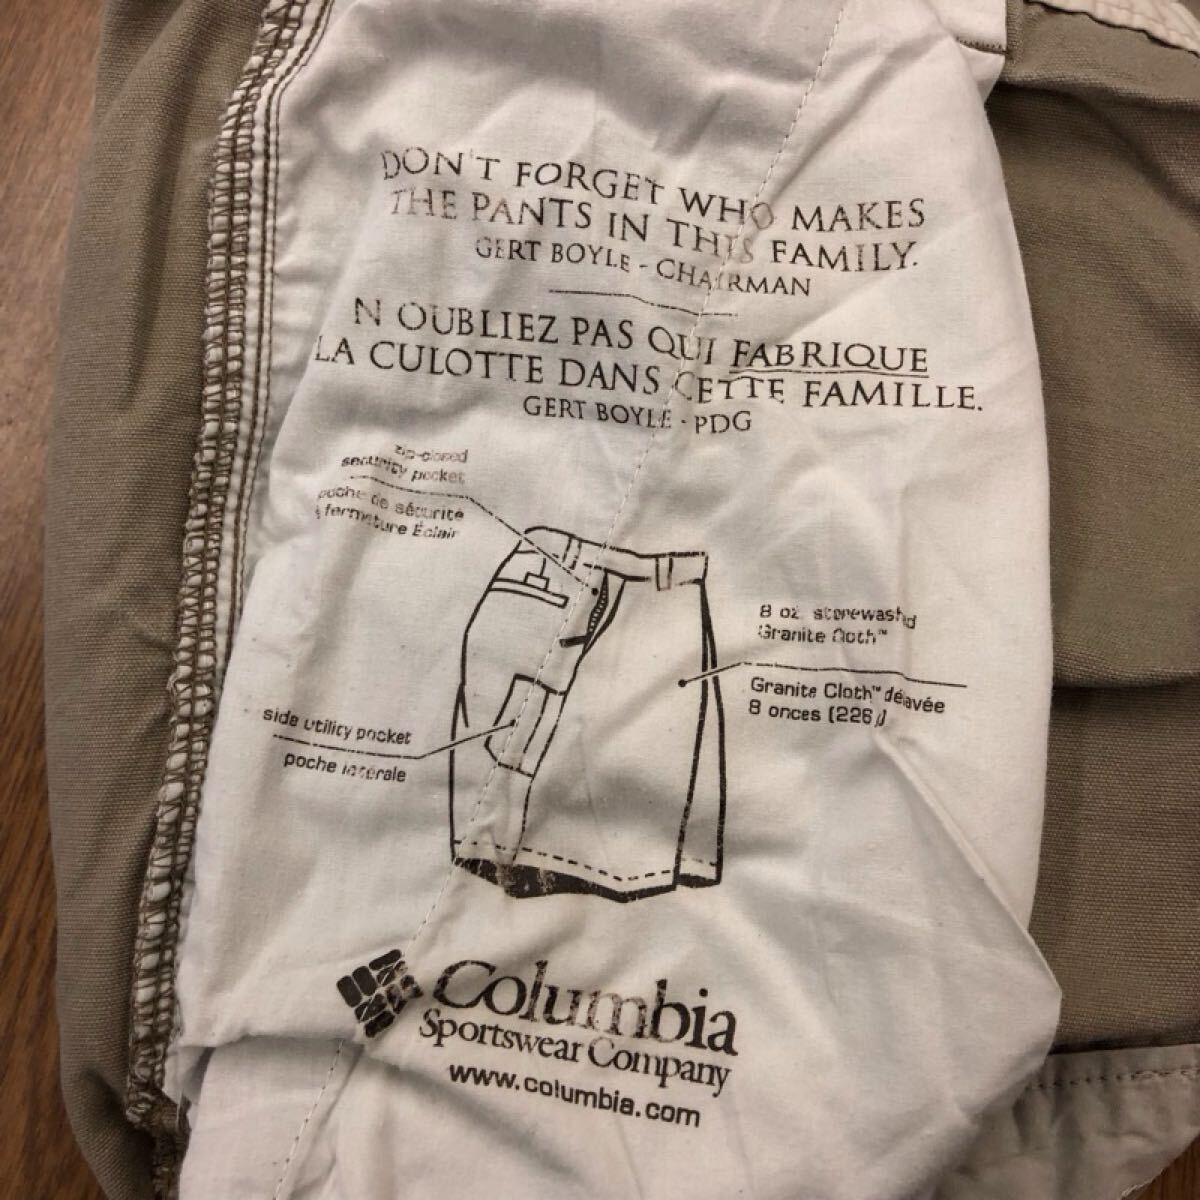 DON'T FORGET WHO MAKES
THE PANTS IN THIS FAMILY.
GERT BOYLE - CHAIRMAN
N OUBLIEZ PAS QUI FABRIQUE
LA CULOTTE DANS CETTE FAMILLE.
GERT BOYLE - PDG
zip-closed
security pocket
poche de sécurité
à fermeture Éclair
8 oz. stonewashed
Granite Cloth™
Granite Cloth™ délavée
8 onces (226g)
side utility pocket
poche latérale
Columbia
Sportswear Company
www.columbia.com